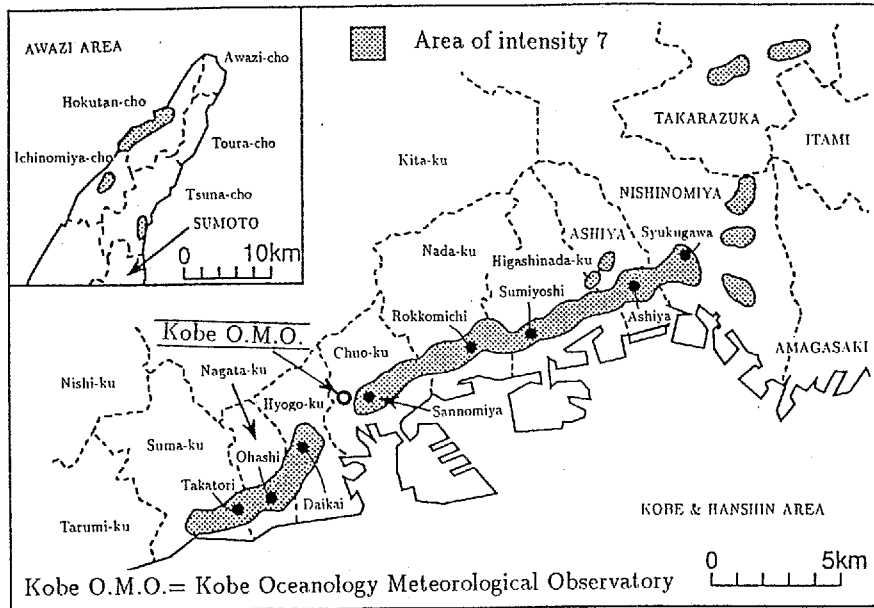 AWAZI AREA
Awazi-cho
Hokutan-cho
Toura-cho
Ichinomiya-cho
Tsuna-cho
SUMOTO
0 10km
Area of intensity 7
TAKARAZUKA
ITAMI
Kita-ku
NISHINOMIYA
Nada-ku
ASHIYA
Syukugawa
Higashinada-ku
Sumiyoshi
Rokkomichi
Ashiya
Kobe O.M.O.
Chuo-ku
AMAGASAKI
Nishi-ku
Nagata-ku
Hyogo-ku
Sannomiya
Suma-ku
Ohashi
Takatori
Daikai
Tarumi-ku
KOBE & HANSHIN AREA
0 5km
Kobe O.M.O.= Kobe Oceanology Meteorological Observatory